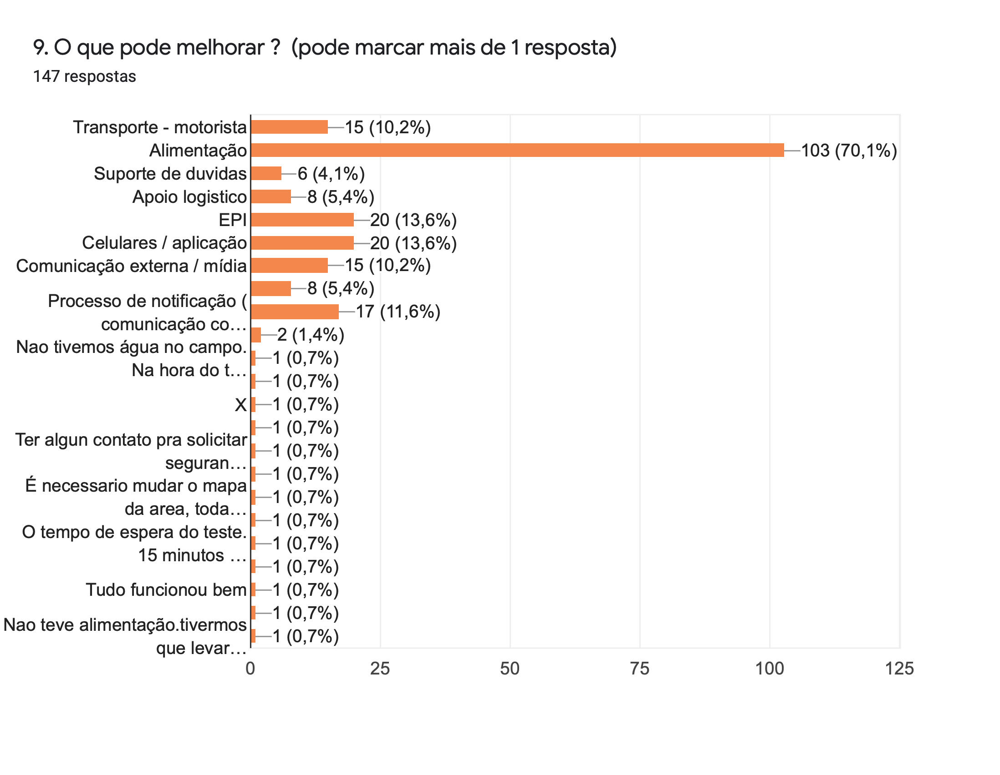 9. O que pode melhorar ?  (pode marcar mais de 1 resposta)
147 respostas
Transporte - motorista
15 (10,2%)
Alimentação
103 (70,1%)
Suporte de duvidas
6 (4,1%)
Apoio logistico
8 (5,4%)
EPI
20 (13,6%)
Celulares / aplicação
20 (13,6%)
Comunicação externa / mídia
15 (10,2%)
8 (5,4%)
Processo de notificação (
comunicação co…
17 (11,6%)
2 (1,4%)
Nao tivemos água no campo.
Na hora do t…
1 (0,7%)
1 (0,7%)
X
1 (0,7%)
1 (0,7%)
Ter algun contato pra solicitar
seguran…
1 (0,7%)
1 (0,7%)
É necessario mudar o mapa
da area, toda…
1 (0,7%)
1 (0,7%)
O tempo de espera do teste.
15 minutos …
1 (0,7%)
1 (0,7%)
Tudo funcionou bem
1 (0,7%)
1 (0,7%)
Nao teve alimentação.tivermos
que levar…
1 (0,7%)
0
25
50
75
100
125